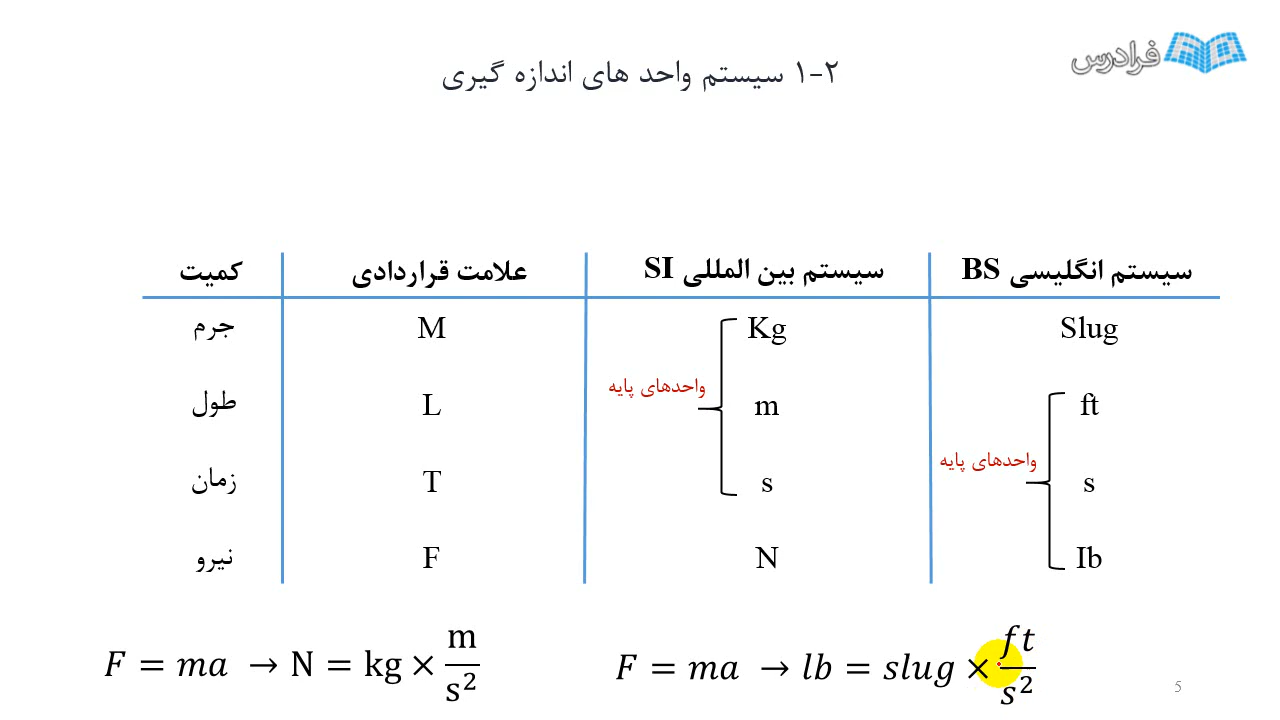 فرادرس
۱-۲ سیستم واحد های اندازه گیری
کمیت علامت قراردادی سیستم بین المللی SI سیستم انگلیسی BS
جرم M Kg Slug
واحدهای پایه
طول L m ft
واحدهای پایه
زمان T s s
نیرو F N Ib
F = ma → N = kg × m/s² F = ma → lb = slug × ft/s²
5